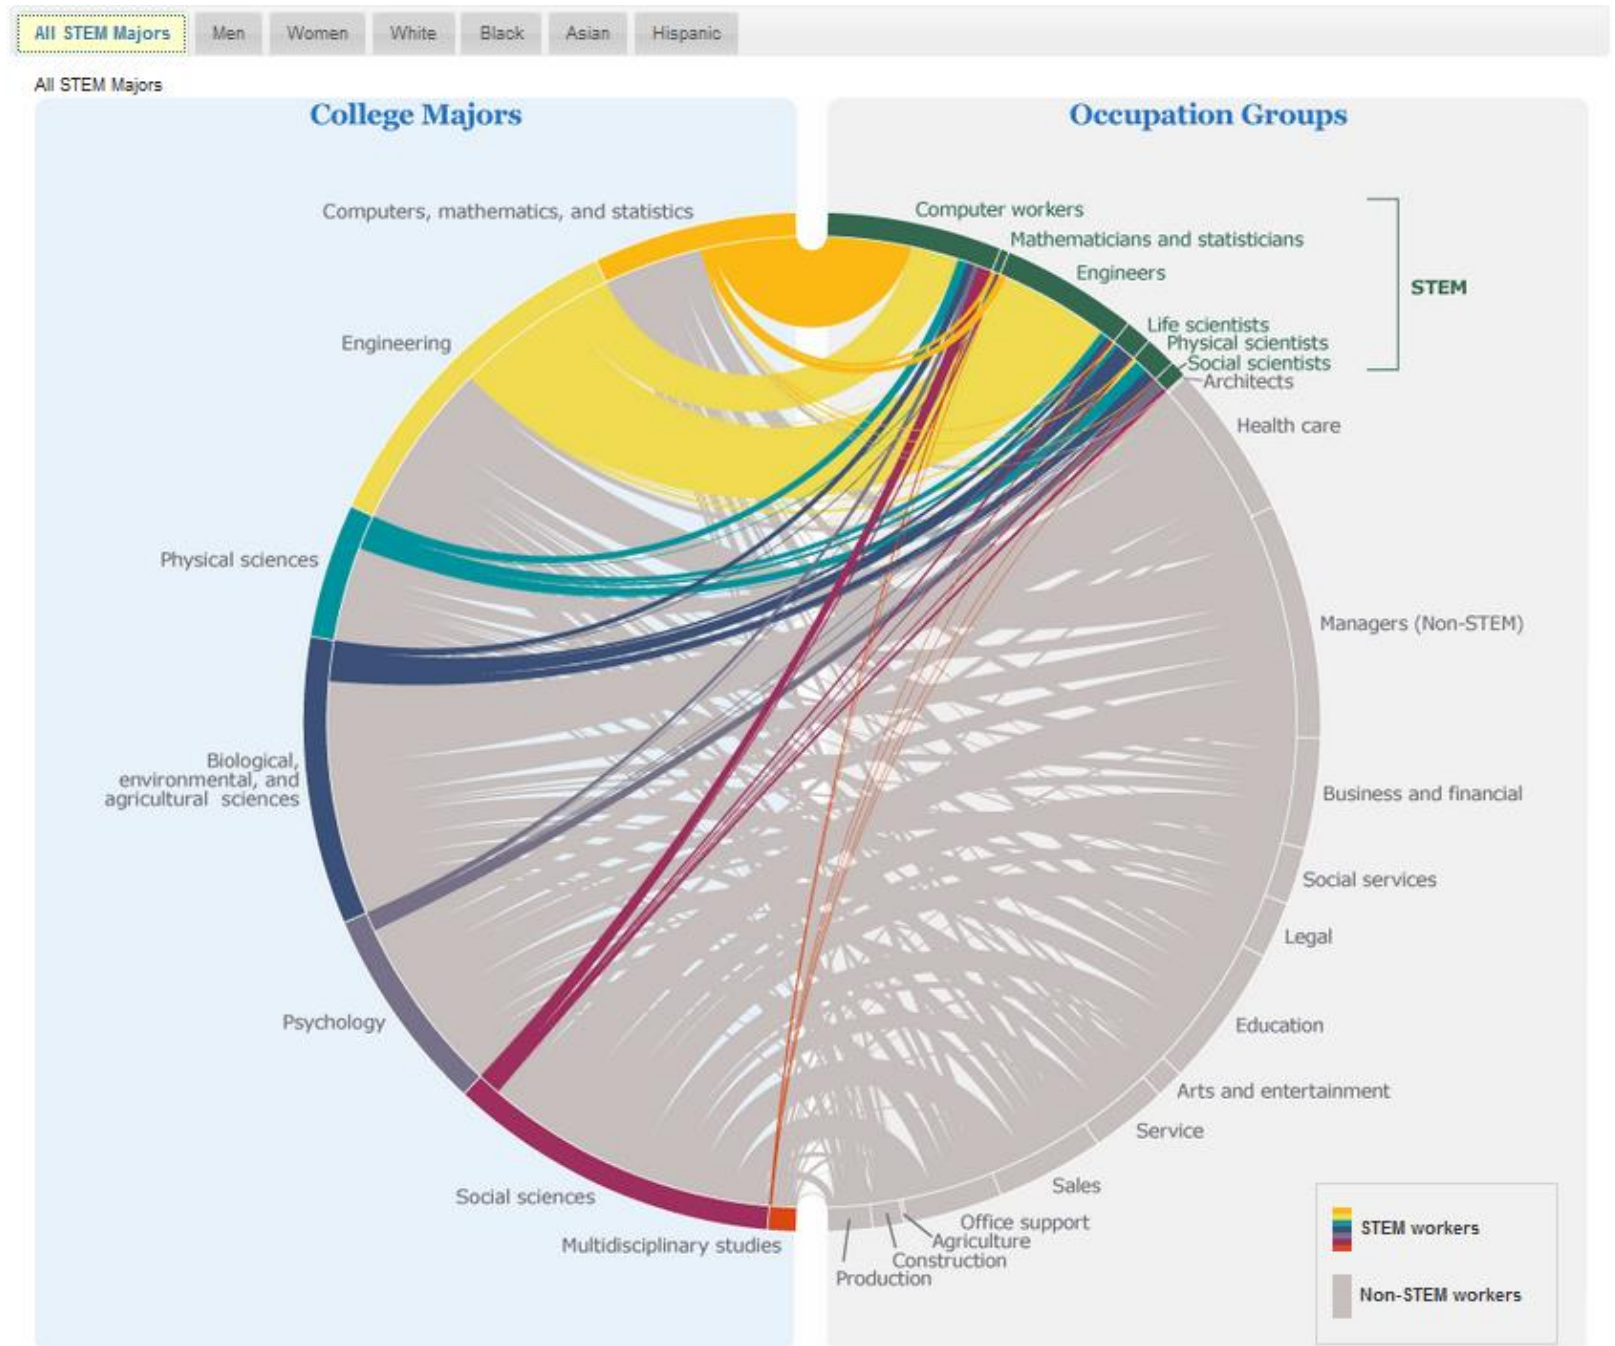 All STEM Majors
Men
Women
White
Black
Asian
Hispanic
All STEM Majors
College Majors
Occupation Groups
Computers, mathematics, and statistics
Engineering
Physical sciences
Biological,
environmental, and
agricultural sciences
Psychology
Social sciences
Multidisciplinary studies
Computer workers
Mathematicians and statisticians
Engineers
STEM
Life scientists
Physical scientists
Social scientists
Architects
Health care
Managers (Non-STEM)
Business and financial
Social services
Legal
Education
Arts and entertainment
Service
Sales
Office support
Agriculture
Construction
Production
STEM workers
Non-STEM workers